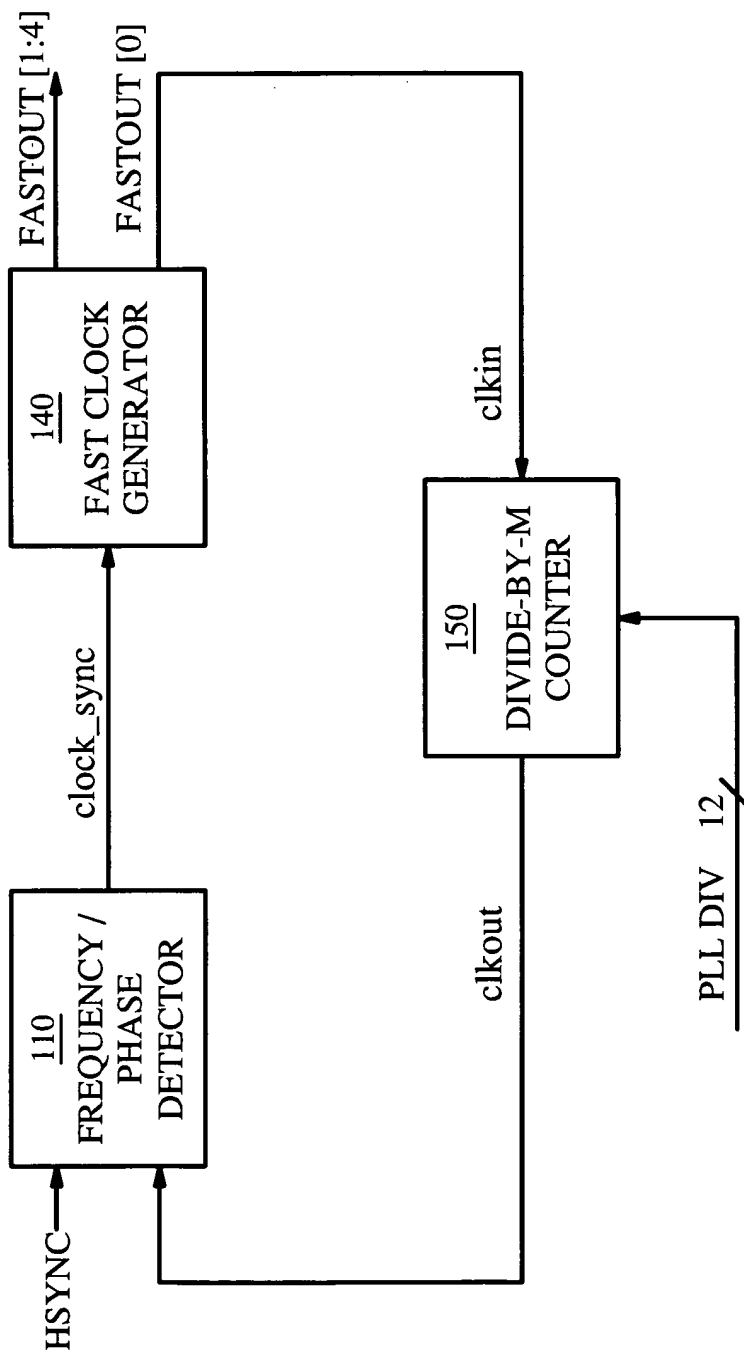 HSYNC
110
FREQUENCY /
PHASE
DETECTOR
clock_sync
140
FAST CLOCK
GENERATOR
FASTOUT [1:4]
FASTOUT [0]
clkout
150
DIVIDE-BY-M
COUNTER
clkin
PLL DIV 12